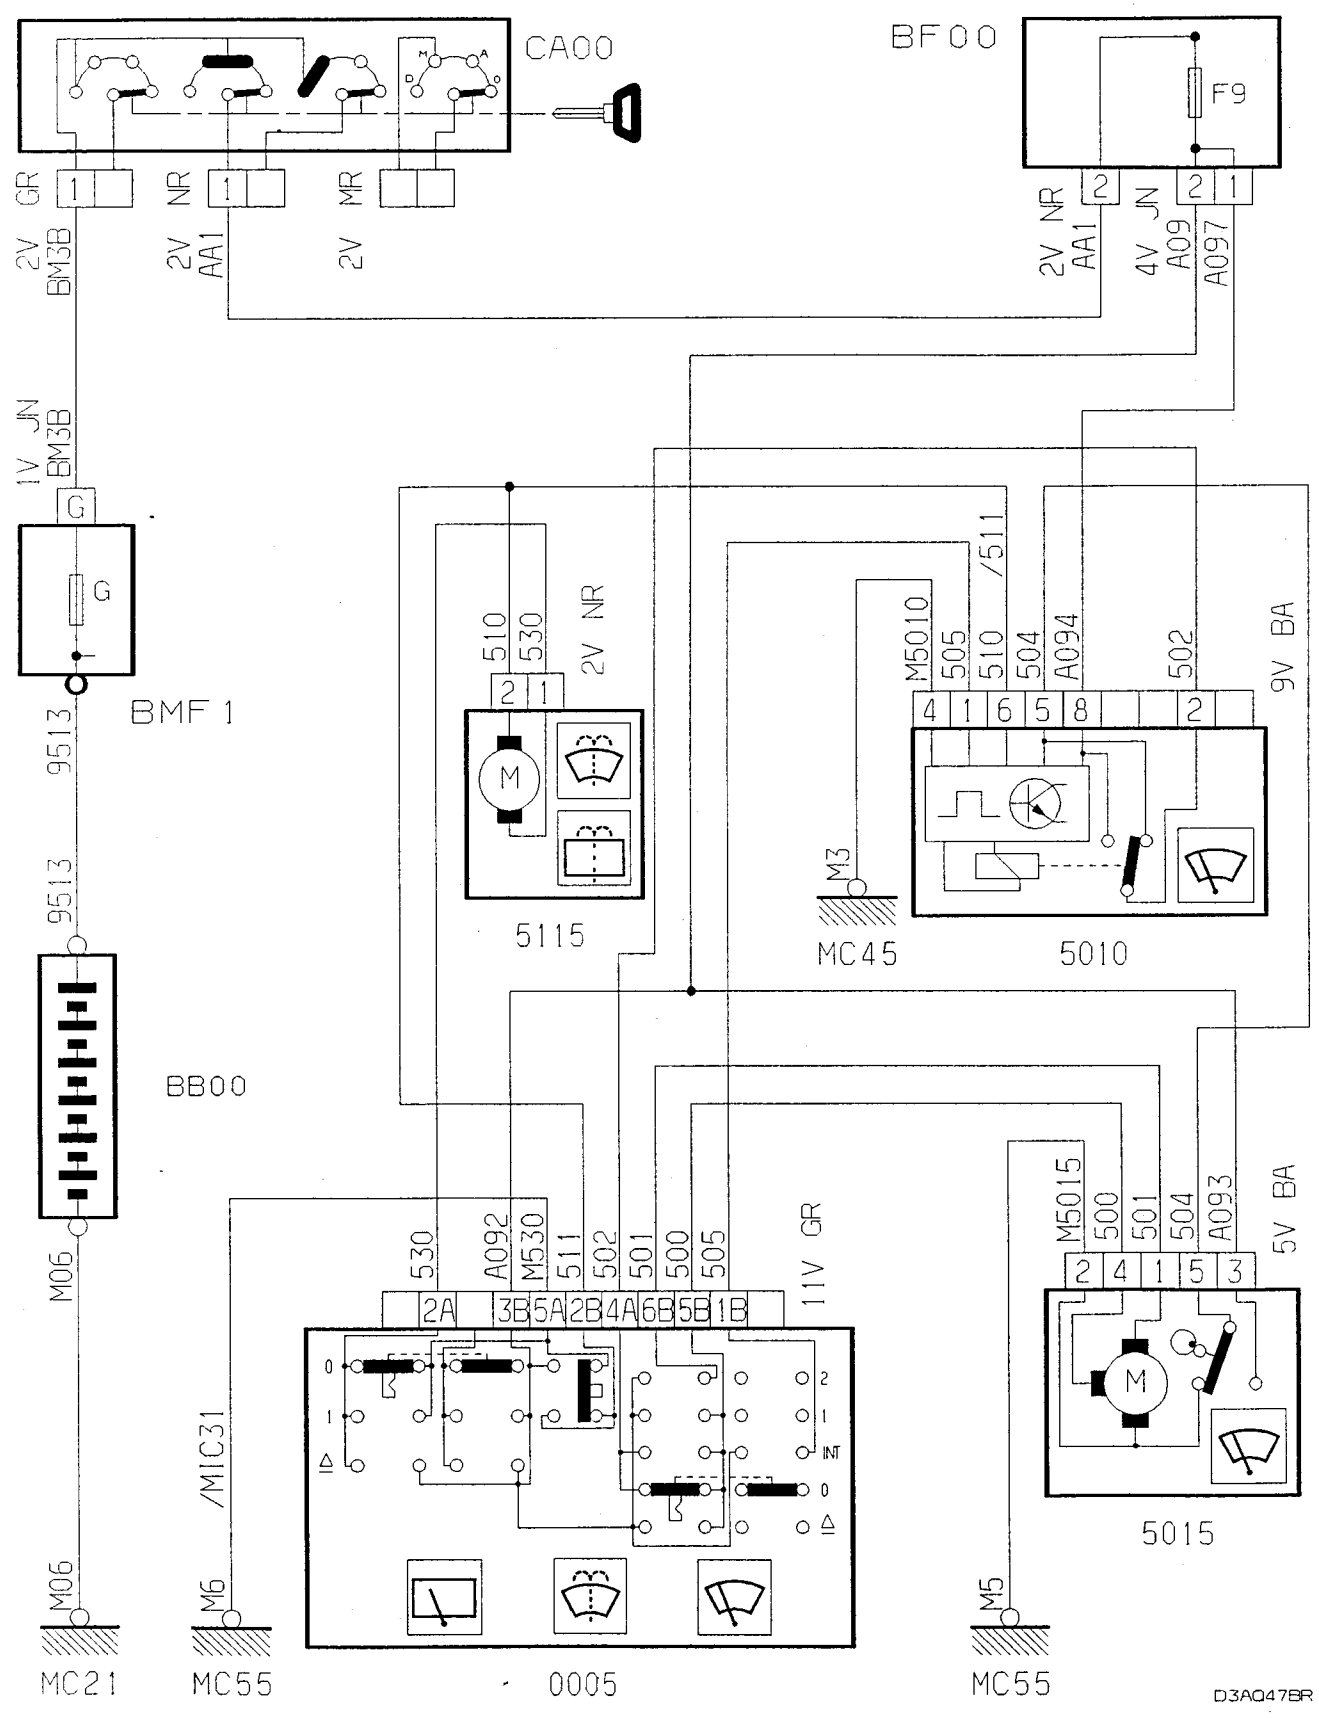 CA00
M
A
D
O
BF00
F9
1
1
2
2
1
2V GR
BM3B
2V NR
AA1
2V MR
2V NR
AA1
4V JN
A09
A097
1V JN
BM3B
G
G
BMF1
9513
9513
BB00
M06
M06
MC21
510
530
2V NR
2
1
M
5115
M5010
505
510
/511
504
A094
502
9V BA
4
1
6
5
8
2
M3
MC45
5010
530
A092
M530
511
502
501
500
505
11V GR
2A
3B
5A
2B
4A
6B
5B
1B
0
1
Δ
2
1
INT
0
Δ
/MIC31
M6
MC55
0005
M5015
500
501
504
A093
5V BA
2
4
1
5
3
M
5015
M5
MC55
D3AQ47BR